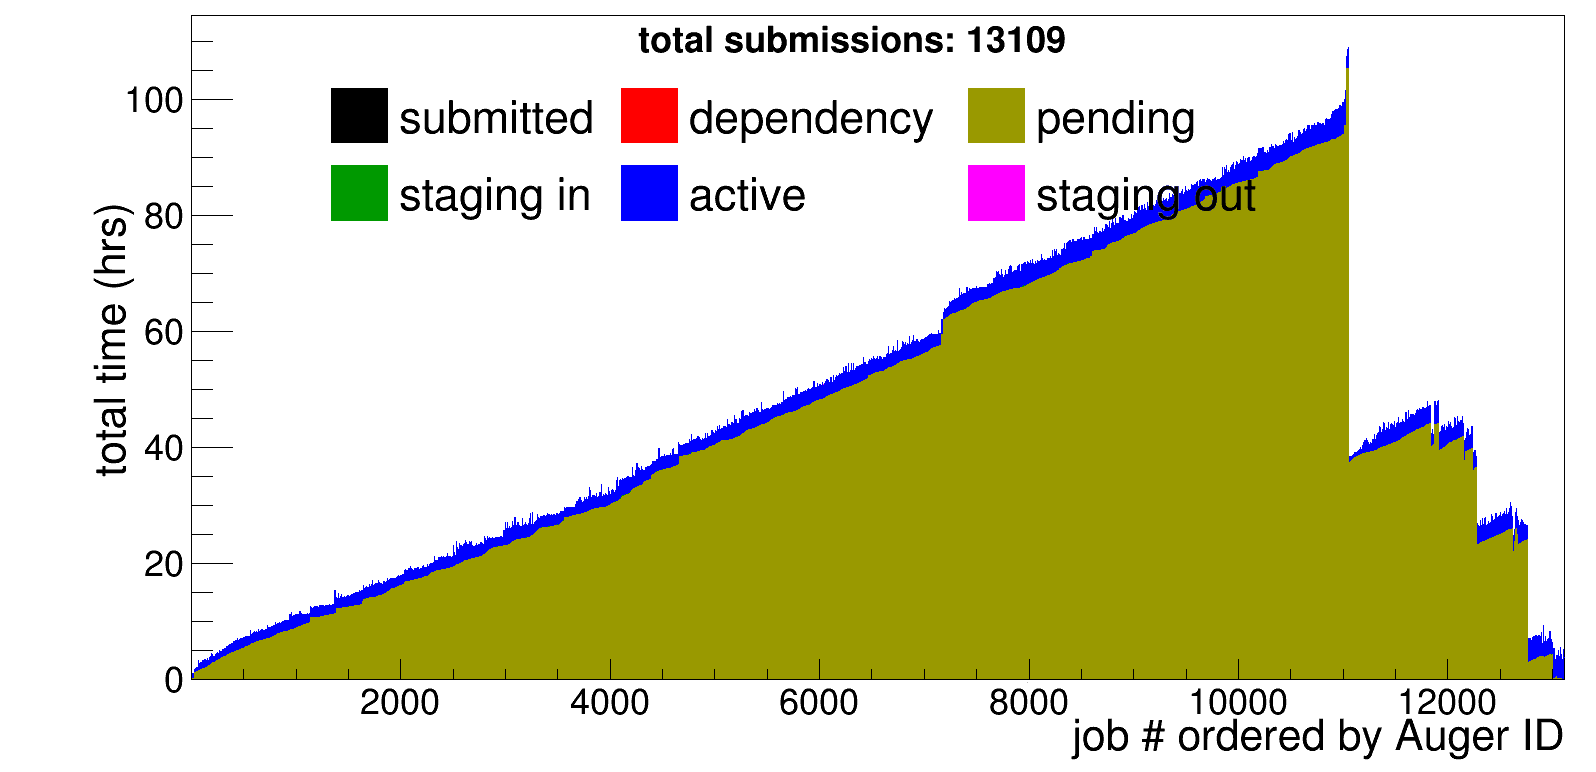 total submissions: 13109
submitted dependency pending
staging in active staging out
total time (hrs)
100
80
60
40
20
0
2000 4000 6000 8000 10000 12000
job # ordered by Auger ID